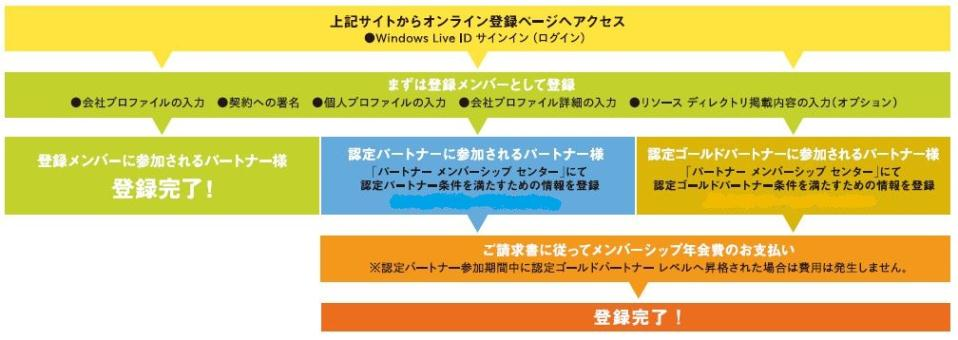 上記サイトからオンライン登録ページへアクセス
●Windows Live ID サインイン（ログイン）
まずは登録メンバーとして登録
●会社プロファイルの入力　●契約への署名　●個人プロファイルの入力　●会社プロファイル詳細の入力　●リソース ディレクトリ掲載内容の入力（オプション）
登録メンバーに参加されるパートナー様
登録完了！
認定パートナーに参加されるパートナー様
「パートナー メンバーシップ センター」にて
認定パートナー条件を満たすための情報を登録
認定ゴールドパートナーに参加されるパートナー様
「パートナー メンバーシップ センター」にて
認定ゴールドパートナー条件を満たすための情報を登録
ご請求書に従ってメンバーシップ年会費のお支払い
※認定パートナー参加期間中に認定ゴールドパートナー レベルへ昇格された場合は費用は発生しません。
登録完了！